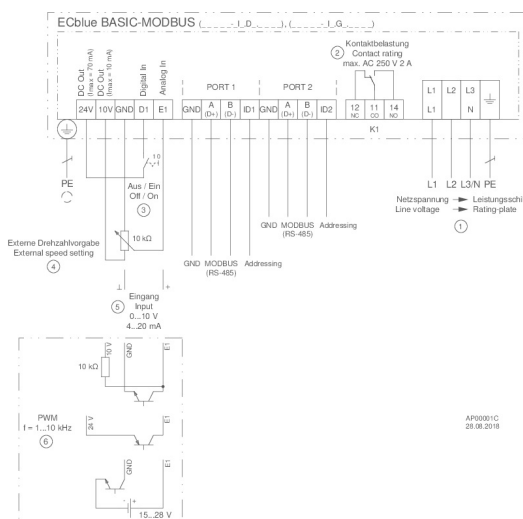 ECblue BASIC-MODBUS (_____-_I_D_.___), (_____-_I_G_.___)
Kontaktbelastung
② Contact rating
max. AC 250 V 2 A
DC Out
(Imax = 70 mA)
DC Out
(Imax = 10 mA)
Digital In
Analog In
PORT 1
PORT 2
24V 10V GND D1 E1
GND A (D+) B (D-) ID1 GND A (D+) B (D-) ID2
12 NC 11 CO 14 NO
L1 L2 L3
L1 N
K1
PE
1 0
Aus / Ein
Off / On
③
10 kΩ
Externe Drehzahlvorgabe
External speed setting
④
GND MODBUS Addressing
(RS-485)
GND MODBUS Addressing
(RS-485)
L1 L2 L3/N PE
Netzspannung Leistungsschi
Line voltage Rating-plate
①
⊥ +
⑤ Eingang
Input
0...10 V
4...20 mA
10 V
GND
E1
10 kΩ
PWM
f = 1...10 kHz
⑥
24 V
E1
GND
E1
- +
15...28 V
AP00001C
28.08.2018